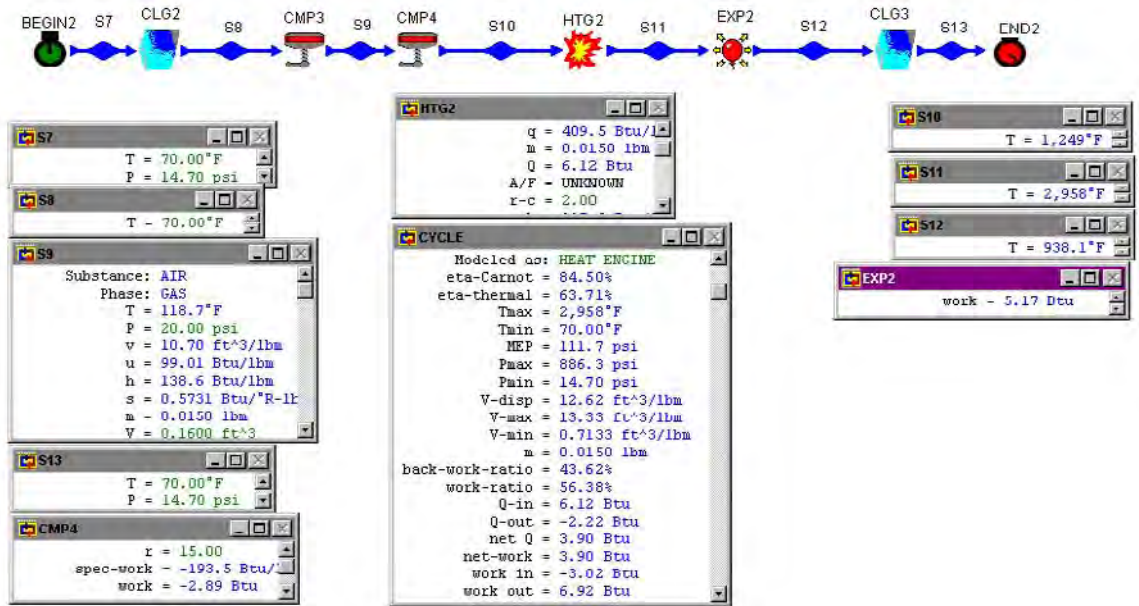 BEGIN2 S7 CLG2 S8 CMP3 S9 CMP4 S10 HTG2 S11 EXP2 S12 CLG3 S13 END2
S7
T = 70.00°F
P = 14.70 psi
S8
T - 70.00°F
S9
Substance: AIR
Phase: GAS
T = 118.7°F
P = 20.00 psi
v = 10.70 ft^3/lbm
u = 99.01 Btu/lbm
h = 138.6 Btu/lbm
s = 0.5731 Btu/°R-lb
m - 0.0150 lbm
V = 0.1600 ft^3
S13
T = 70.00°F
P = 14.70 psi
CMP4
r = 15.00
spec-work - -193.5 Btu/
work = -2.89 Btu
HTG2
q = 409.5 Btu/l
m = 0.0150 lbm
Q = 6.12 Btu
A/F - UNKNOWN
r-c = 2.00
CYCLE
Modeled as: HEAT ENGINE
eta-Carnot = 84.50%
eta-thermal = 63.71%
Tmax = 2,958°F
Tmin = 70.00°F
MEP = 111.7 psi
Pmax = 886.3 psi
Pmin = 14.70 psi
V-disp = 12.62 ft^3/lbm
V-max = 13.33 ft^3/lbm
V-min = 0.7133 ft^3/lbm
m = 0.0150 lbm
back-work-ratio = 43.62%
work-ratio = 56.38%
Q-in = 6.12 Btu
Q-out = -2.22 Btu
net Q = 3.90 Btu
net-work = 3.90 Btu
work in = -3.02 Btu
work out = 6.92 Btu
S10
T = 1,249°F
S11
T = 2,958°F
S12
T = 938.1°F
EXP2
work - 5.17 Btu